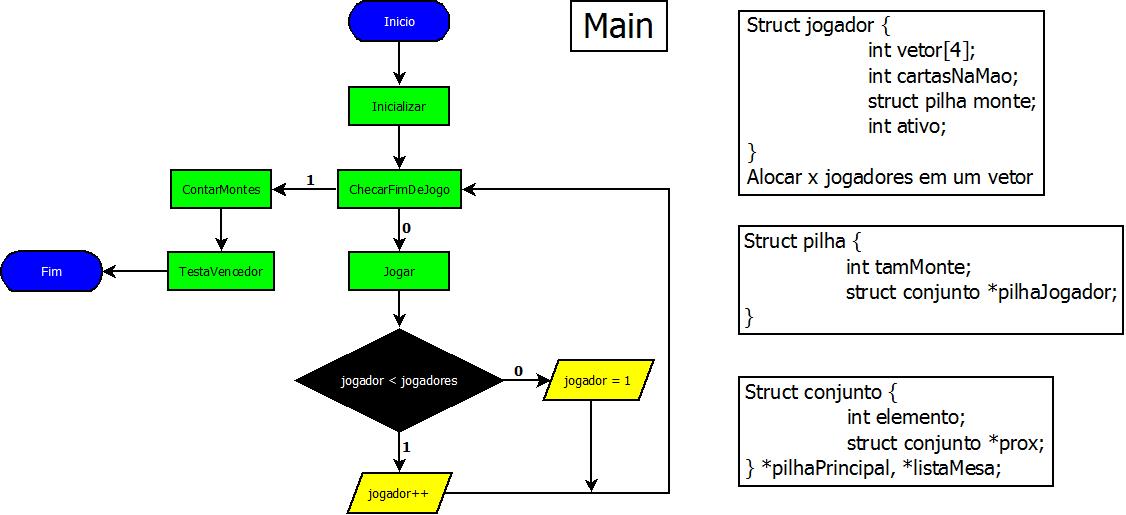 Inicio
Main
Inicializar
ContarMontes
1
ChecarFimDeJogo
0
Fim
TestaVencedor
Jogar
jogador < jogadores
0
jogador = 1
1
jogador++
Struct jogador {
int vetor[4];
int cartasNaMao;
struct pilha monte;
int ativo;
}
Alocar x jogadores em um vetor
Struct pilha {
int tamMonte;
struct conjunto *pilhaJogador;
}
Struct conjunto {
int elemento;
struct conjunto *prox;
} *pilhaPrincipal, *listaMesa;